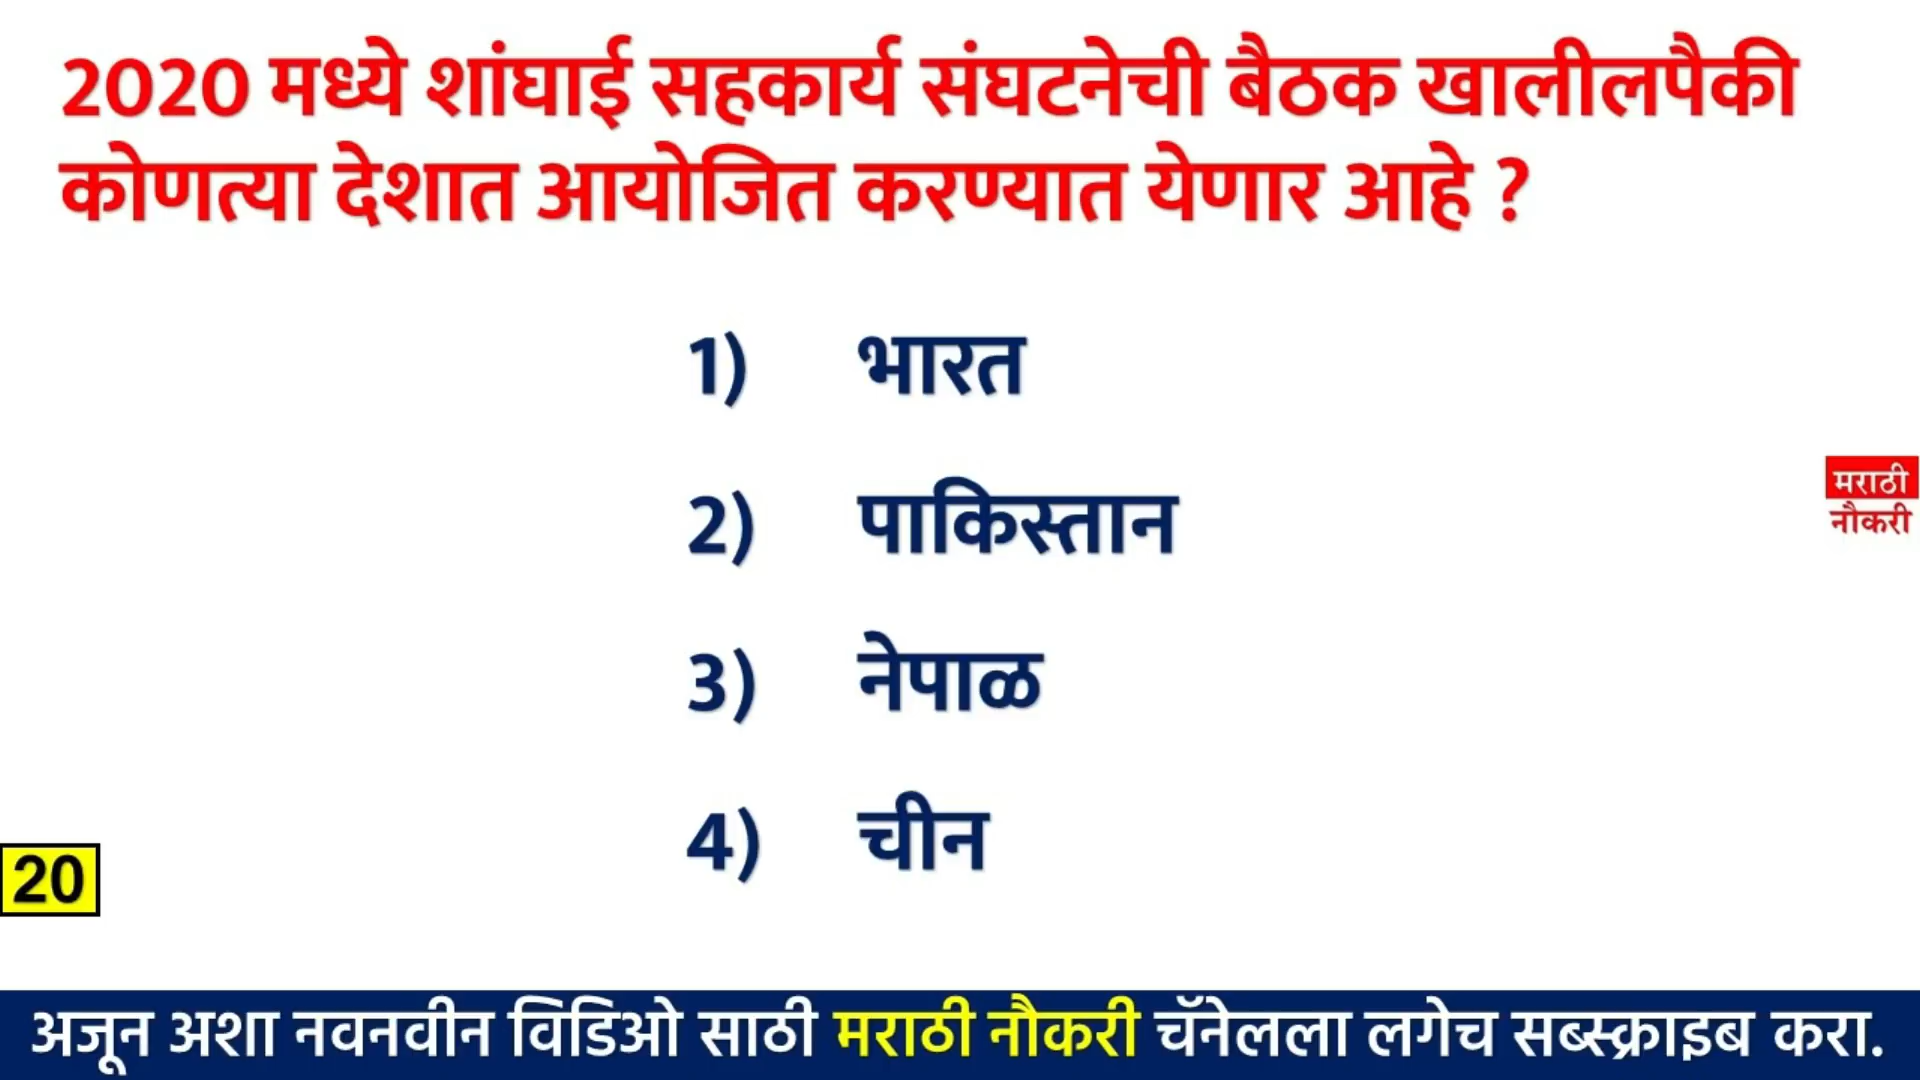 2020 मध्ये शांघाई सहकार्य संघटनेची बैठक खालीलपैकी
कोणत्या देशात आयोजित करण्यात येणार आहे ?
1) भारत
2) पाकिस्तान
मराठी
नौकरी
3) नेपाळ
4) चीन
20
अजून अशा नवनवीन विडिओ साठी मराठी नौकरी चॅनेलला लगेच सब्स्क्राइब करा.